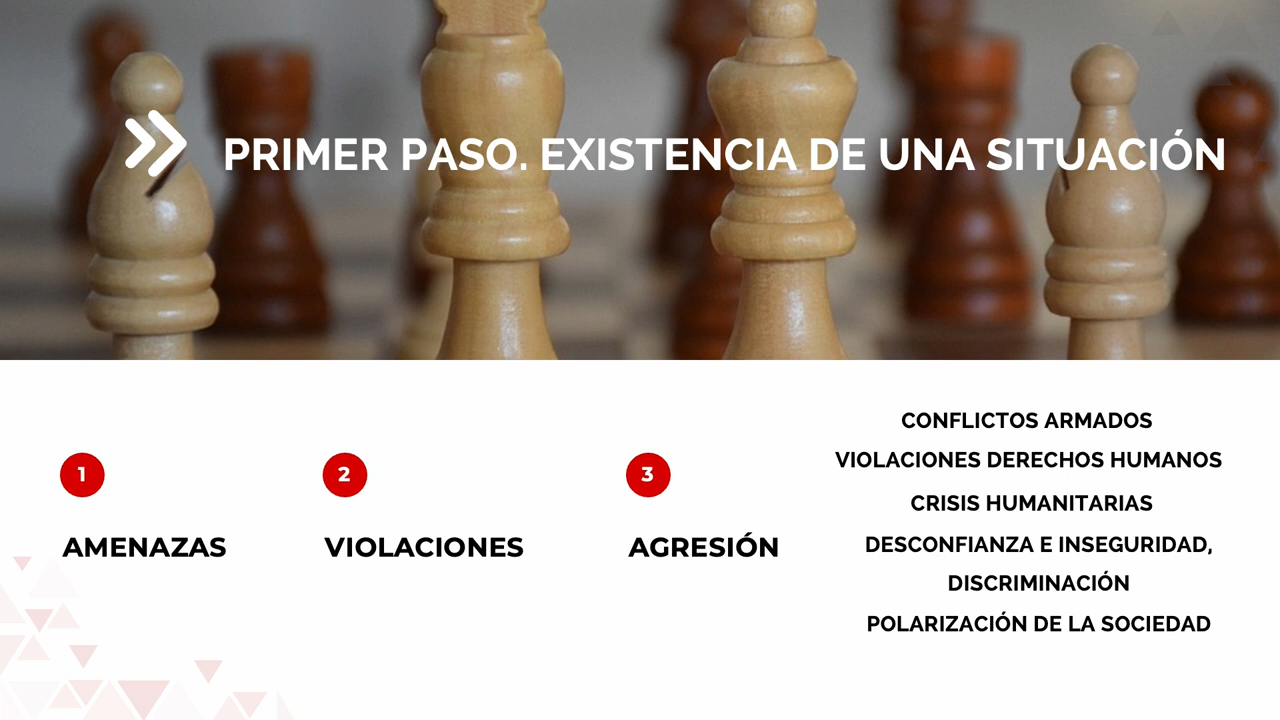 PRIMER PASO. EXISTENCIA DE UNA SITUACIÓN
1
AMENAZAS
2
VIOLACIONES
3
AGRESIÓN
CONFLICTOS ARMADOS
VIOLACIONES DERECHOS HUMANOS
CRISIS HUMANITARIAS
DESCONFIANZA E INSEGURIDAD,
DISCRIMINACIÓN
POLARIZACIÓN DE LA SOCIEDAD